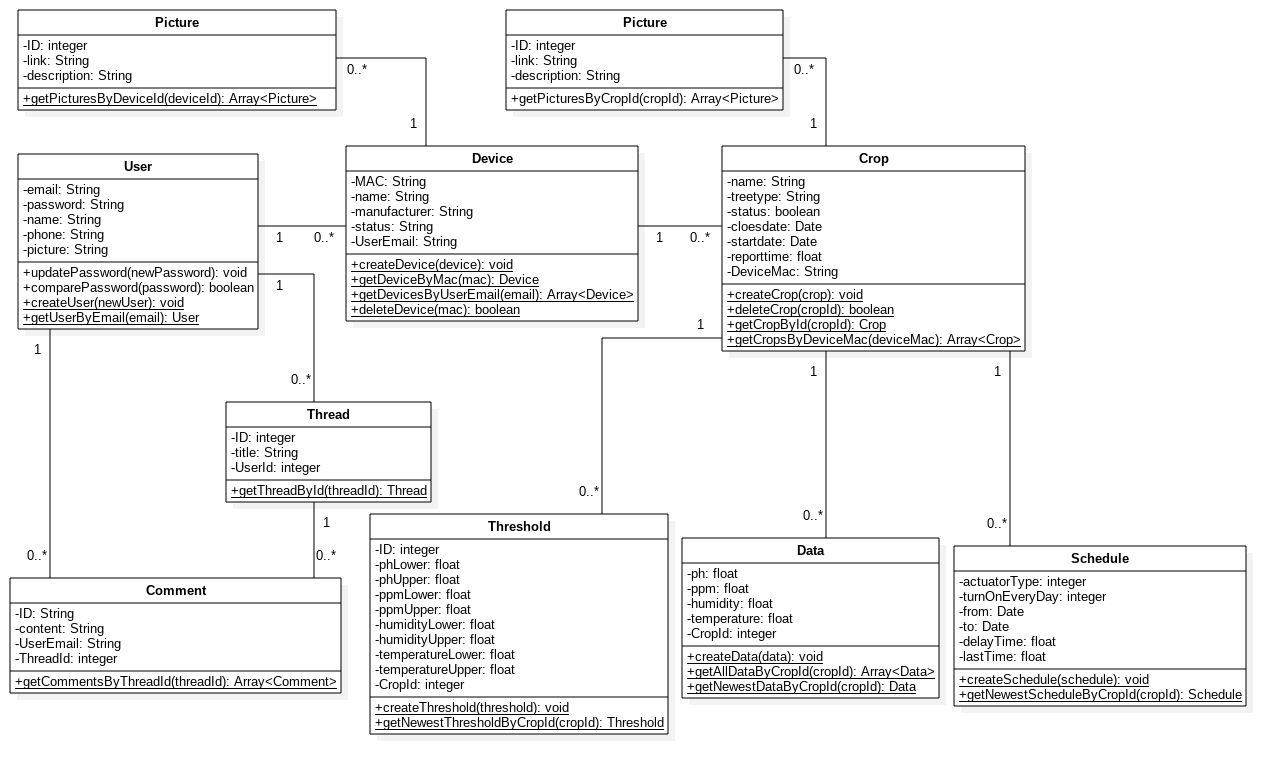 Picture
-ID: integer
-link: String
-description: String
+getPicturesByDeviceId(deviceId): Array<Picture>
0..*
1
Picture
-ID: integer
-link: String
-description: String
+getPicturesByCropId(cropId): Array<Picture>
0..*
1
User
-email: String
-password: String
-name: String
-phone: String
-picture: String
+updatePassword(newPassword): void
+comparePassword(password): boolean
+createUser(newUser): void
+getUserByEmail(email): User
1
0..*
1
Device
-MAC: String
-name: String
-manufacturer: String
-status: String
-UserEmail: String
+createDevice(device): void
+getDeviceByMac(mac): Device
+getDevicesByUserEmail(email): Array<Device>
+deleteDevice(mac): boolean
1
0..*
Crop
-name: String
-treetype: String
-status: boolean
-cloesdate: Date
-startdate: Date
-reporttime: float
-DeviceMac: String
+createCrop(crop): void
+deleteCrop(cropId): boolean
+getCropById(cropId): Crop
+getCropsByDeviceMac(deviceMac): Array<Crop>
1
1
1
1
0..*
Thread
-ID: integer
-title: String
-UserId: integer
+getThreadById(threadId): Thread
1
0..*
0..*
Comment
-ID: String
-content: String
-UserEmail: String
-ThreadId: integer
+getCommentsByThreadId(threadId): Array<Comment>
0..*
Threshold
-ID: integer
-phLower: float
-phUpper: float
-ppmLower: float
-ppmUpper: float
-humidityLower: float
-humidityUpper: float
-temperatureLower: float
-temperatureUpper: float
-CropId: integer
+createThreshold(threshold): void
+getNewestThresholdByCropId(cropId): Threshold
0..*
Data
-ph: float
-ppm: float
-humidity: float
-temperature: float
-CropId: integer
+createData(data): void
+getAllDataByCropId(cropId): Array<Data>
+getNewestDataByCropId(cropId): Data
0..*
Schedule
-actuatorType: integer
-turnOnEveryDay: integer
-from: Date
-to: Date
-delayTime: float
-lastTime: float
+createSchedule(schedule): void
+getNewestScheduleByCropId(cropId): Schedule